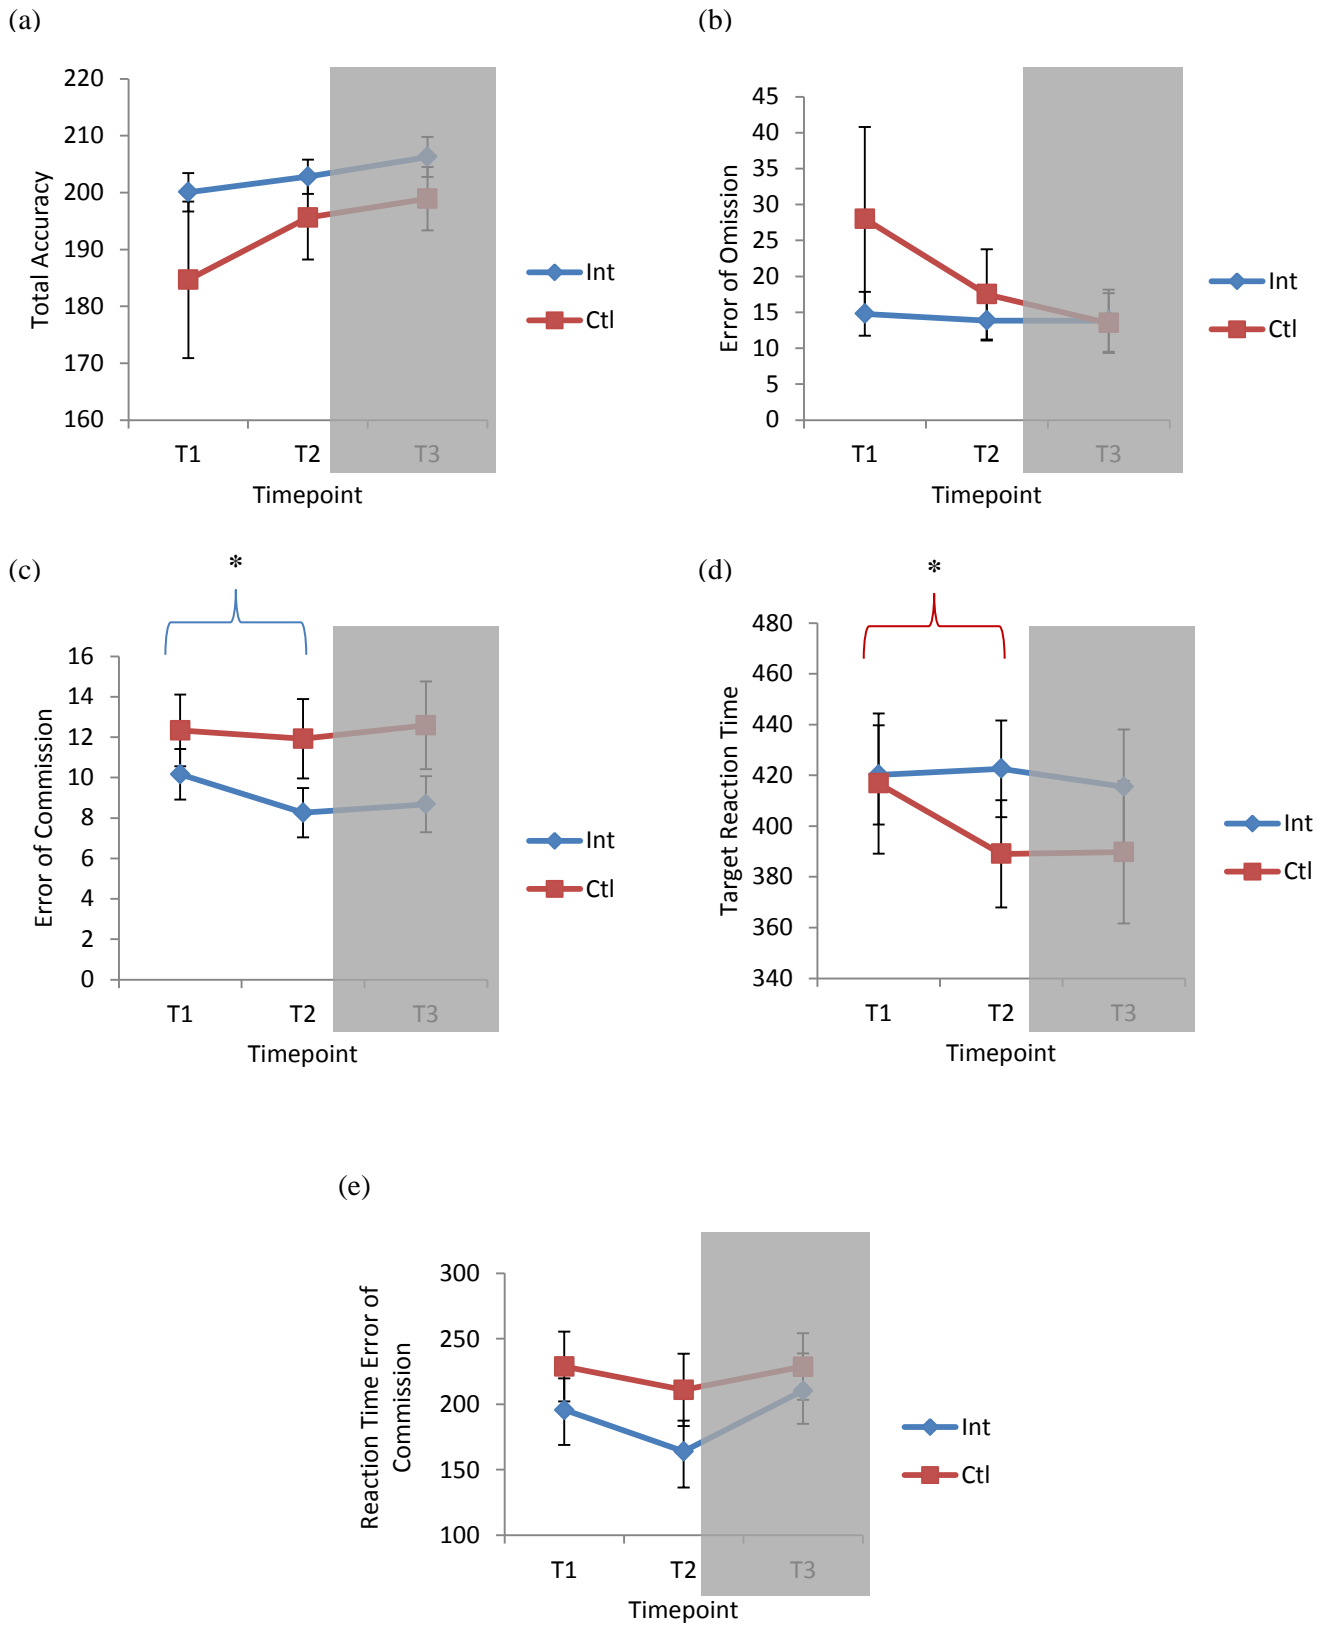 (a)
220
210
200
190
180
170
160
Total Accuracy
T1 T2 T3
Timepoint
Int
Ctl
(b)
45
40
35
30
25
20
15
10
5
0
Error of Omission
T1 T2 T3
Timepoint
Int
Ctl
(c)
*
16
14
12
10
8
6
4
2
0
Error of Commission
T1 T2 T3
Timepoint
Int
Ctl
(d)
*
480
460
440
420
400
380
360
340
Target Reaction Time
T1 T2 T3
Timepoint
Int
Ctl
(e)
300
250
200
150
100
Reaction Time Error of
Commission
T1 T2 T3
Timepoint
Int
Ctl